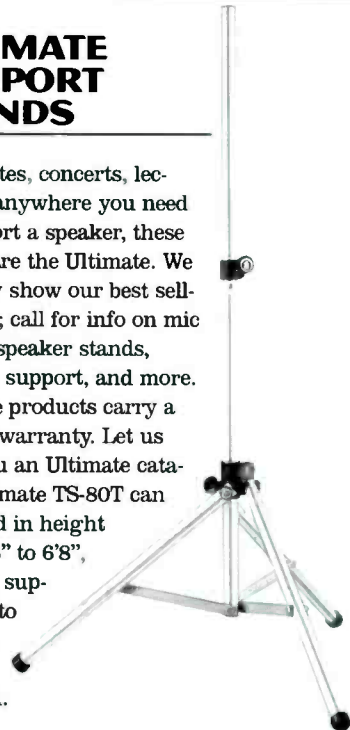 MATE
PORT
NDS
tes, concerts, lec-
anywhere you need
rt a speaker, these
re the Ultimate. We
y show our best sell-
; call for info on mic
speaker stands,
support, and more.
e products carry a
warranty. Let us
u an Ultimate cata-
mate TS-80T can
d in height
" to 6'8",
sup-
to